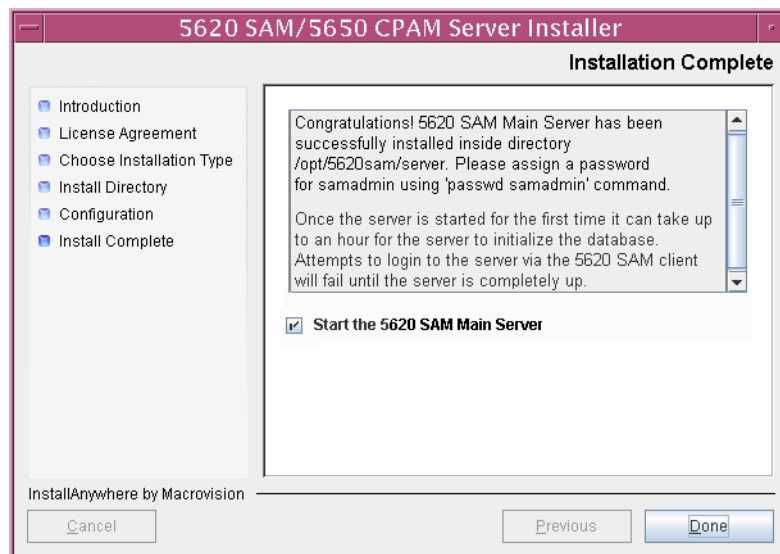 5620 SAM/5650 CPAM Server Installer
Installation Complete
Introduction
License Agreement
Choose Installation Type
Install Directory
Configuration
Install Complete
Congratulations! 5620 SAM Main Server has been
successfully installed inside directory
/opt/5620sam/server. Please assign a password
for samadmin using 'passwd samadmin' command.
Once the server is started for the first time it can take up
to an hour for the server to initialize the database.
Attempts to login to the server via the 5620 SAM client
will fail until the server is completely up.
Start the 5620 SAM Main Server
InstallAnywhere by Macrovision
Cancel
Previous
Done